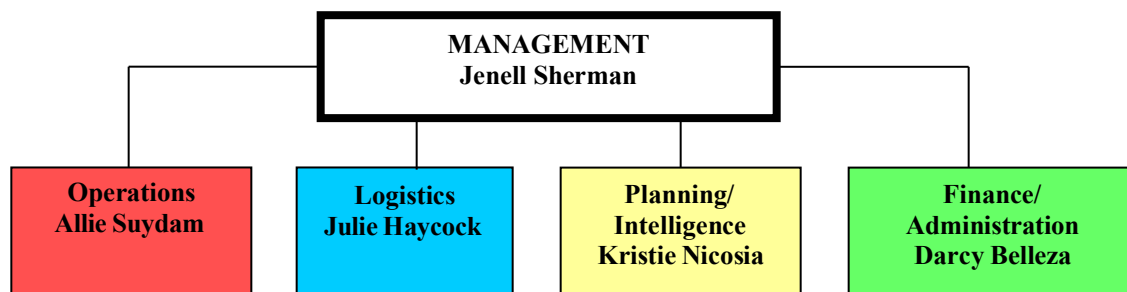 MANAGEMENT
Jenell Sherman
Operations
Allie Suydam
Logistics
Julie Haycock
Planning/
Intelligence
Kristie Nicosia
Finance/
Administration
Darcy Belleza